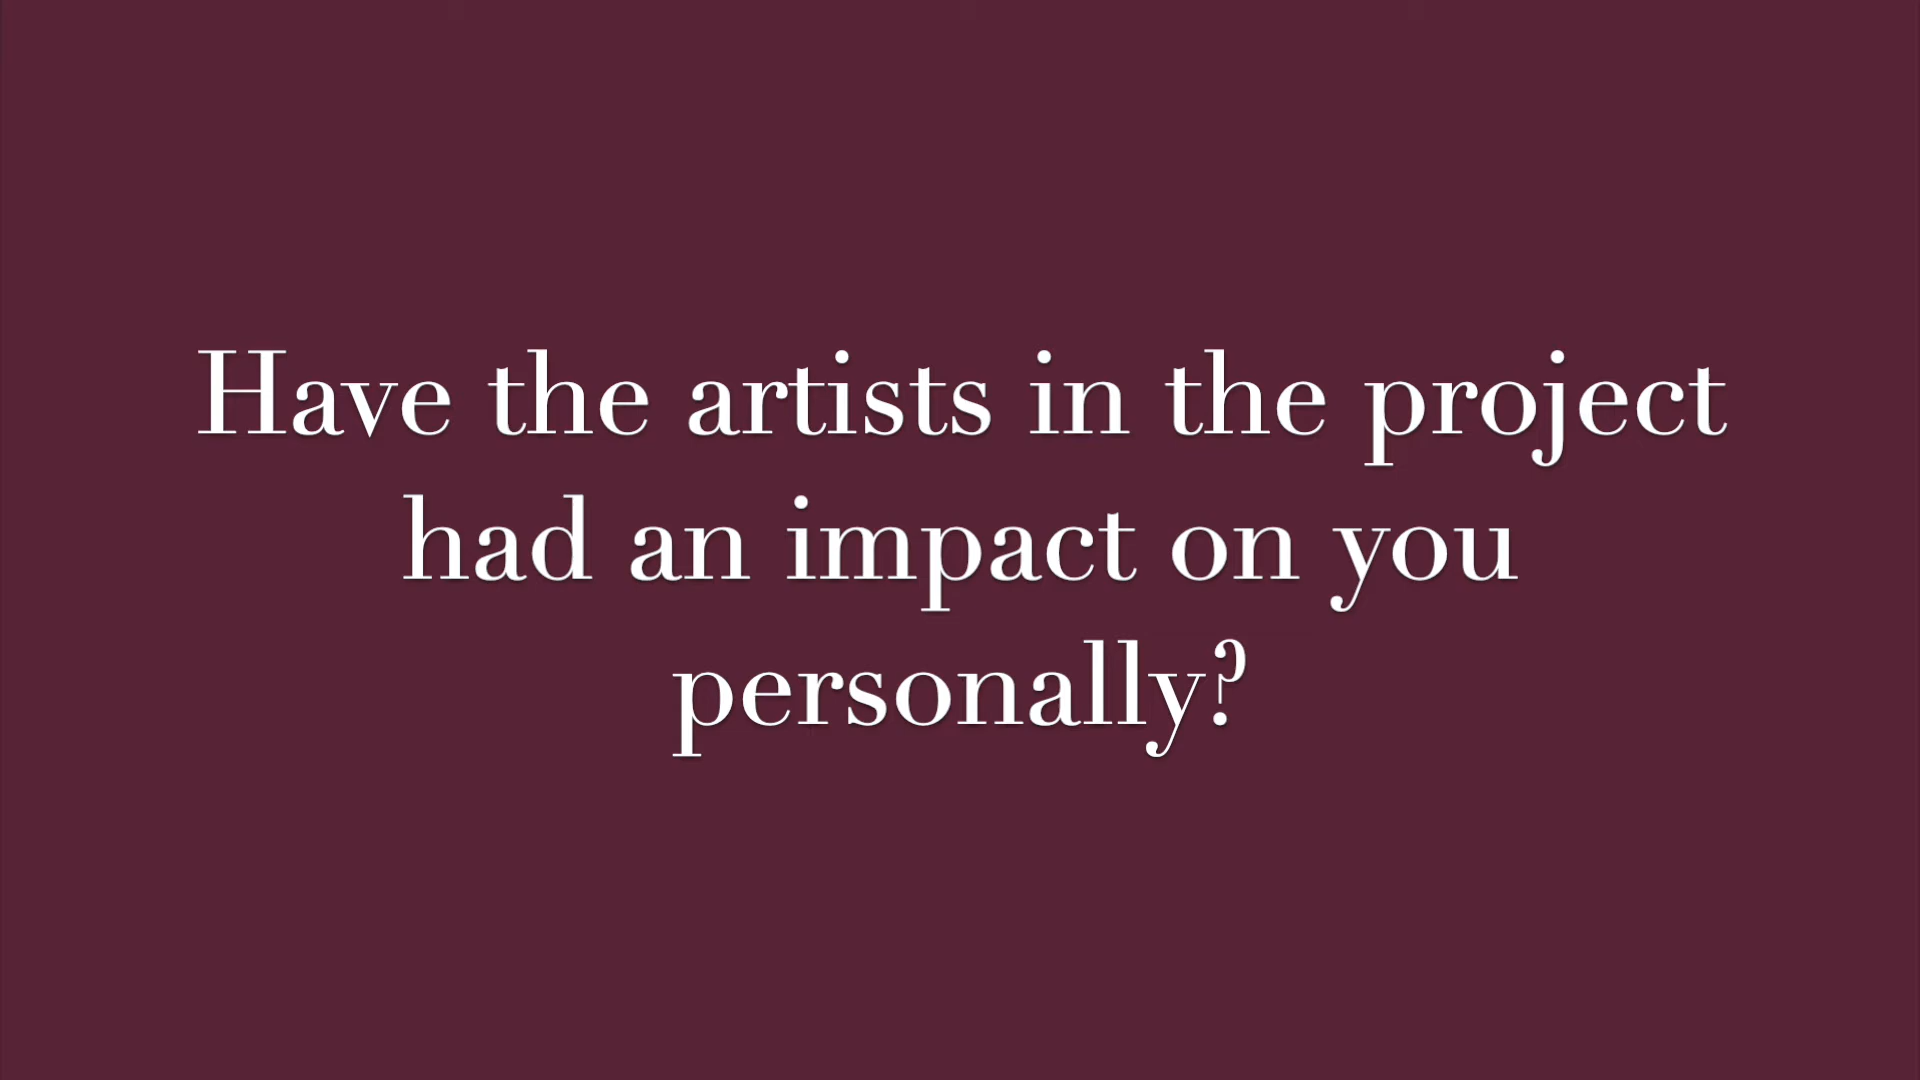 Have the artists in the project
had an impact on you
personally?